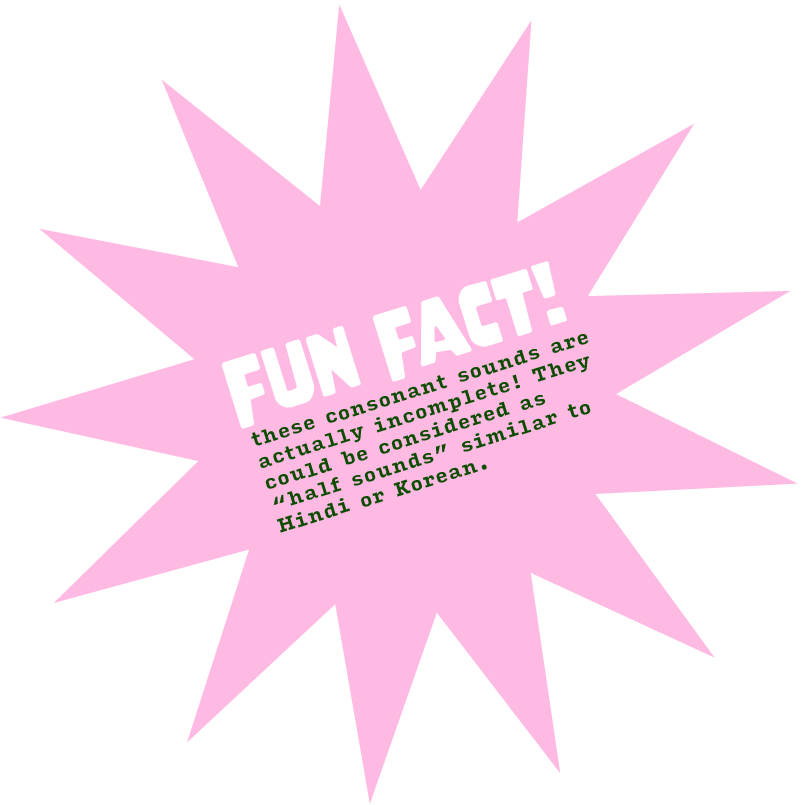 FUN FACT!
these consonant sounds are
actually incomplete! They
could be considered as
“half sounds” similar to
Hindi or Korean.